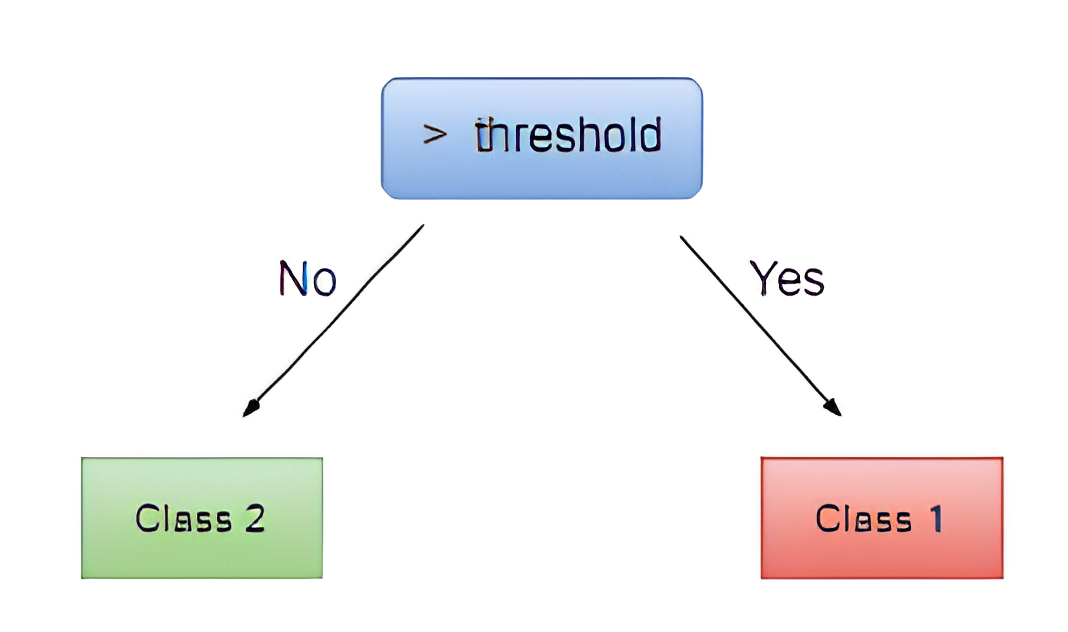 > threshold
No
Yes
Class 2
Class 1